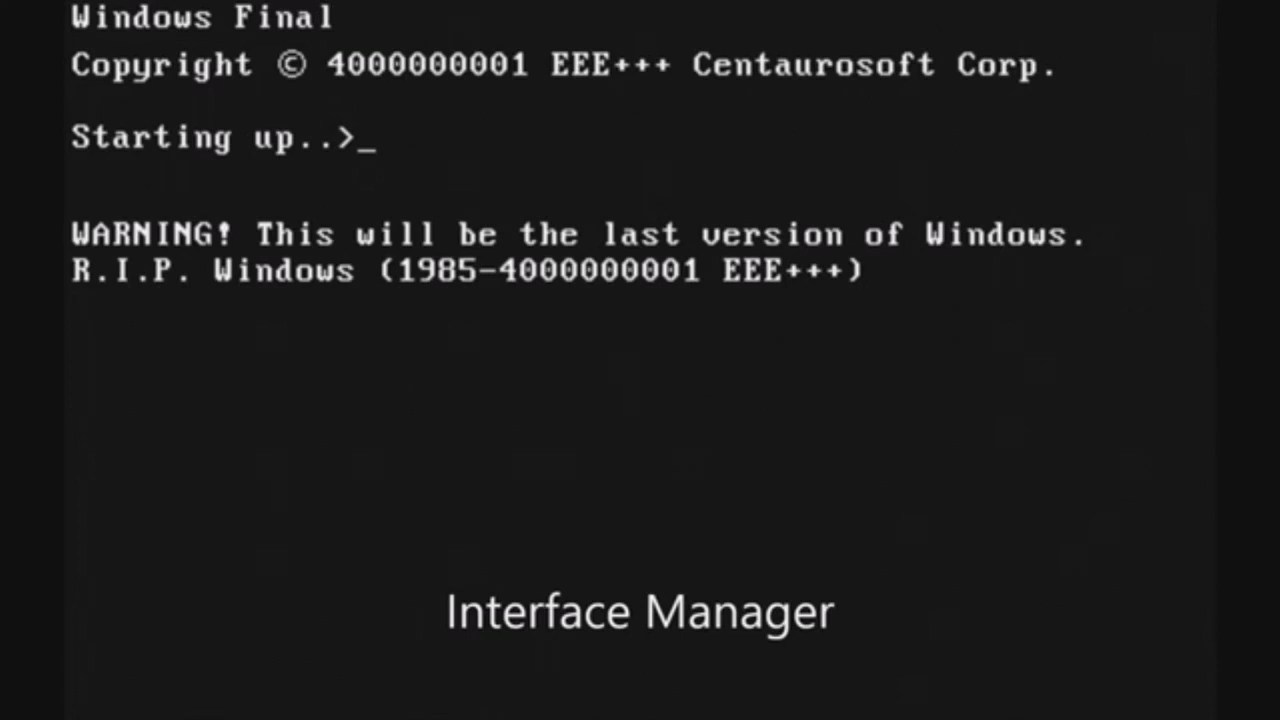 Windows Final
Copyright © 4000000001 EEE+++ Centaurosoft Corp.
Starting up..>_
WARNING! This will be the last version of Windows.
R.I.P. Windows (1985-4000000001 EEE+++)
Interface Manager